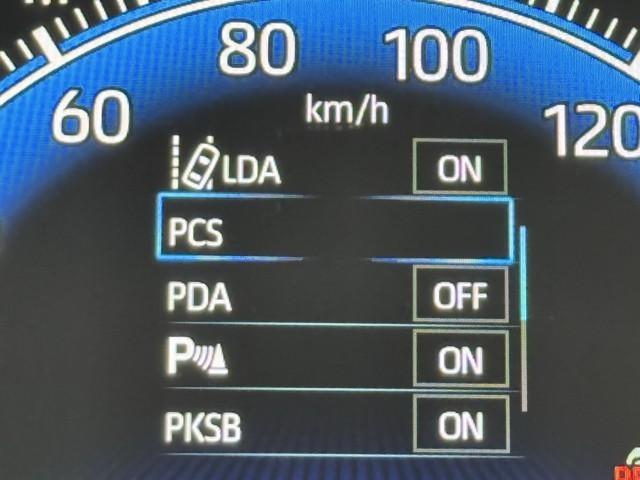 80 100
60 km/h 120
LDA ON
PCS
PDA OFF
P ON
PKSB ON